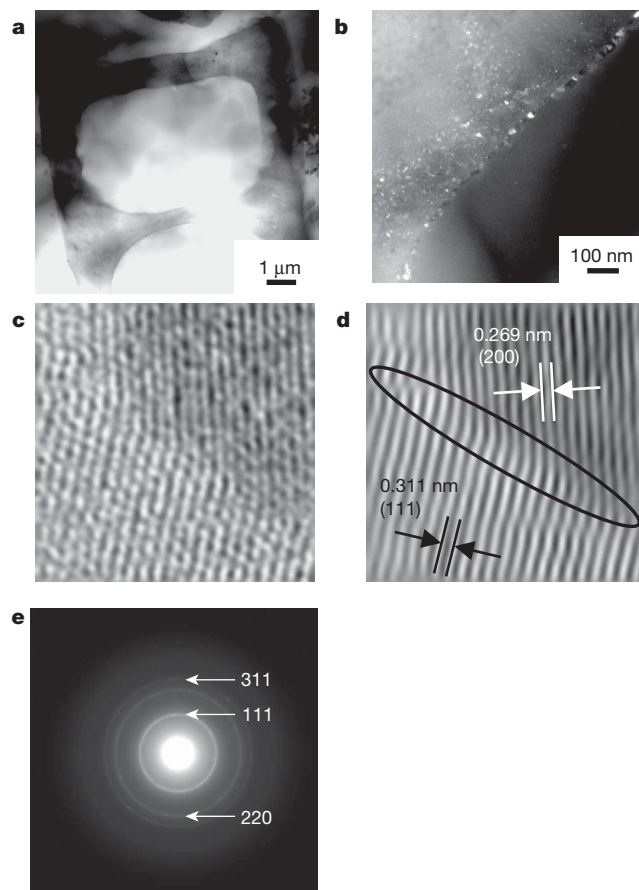 a
b
1 μm
100 nm
c
d
0.269 nm
(200)
0.311 nm
(111)
e
311
111
220